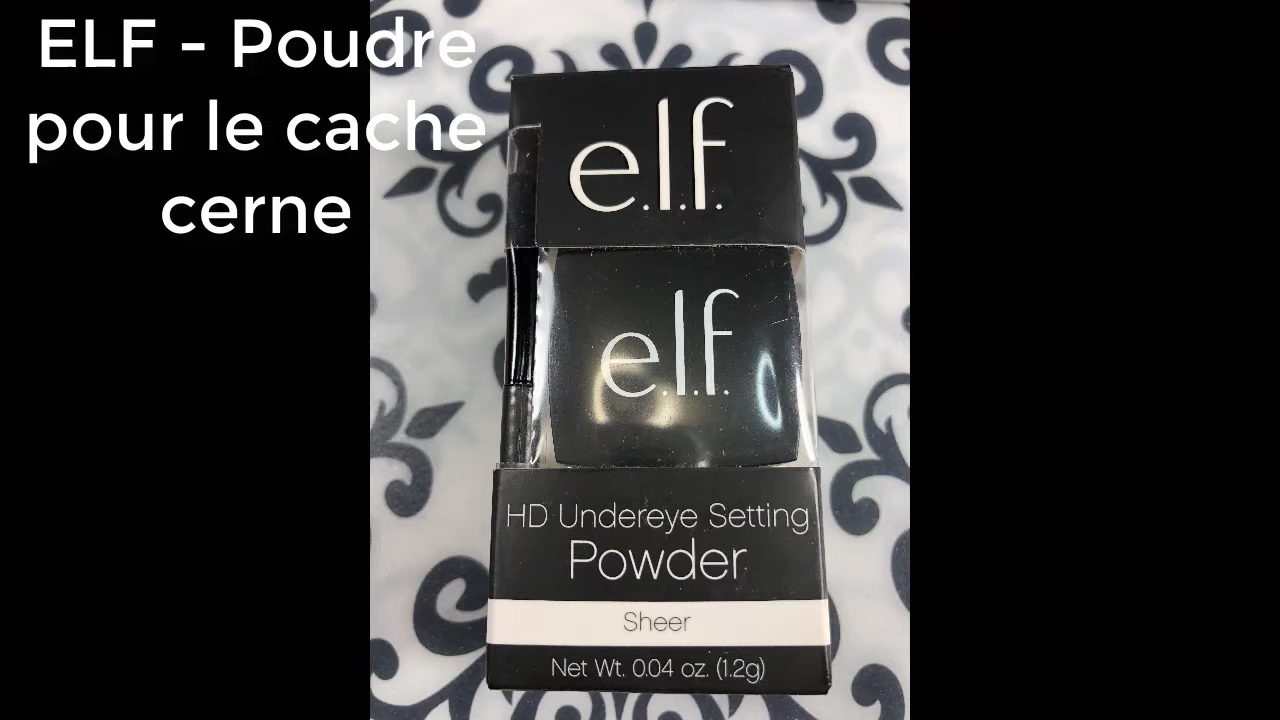 ELF - Poudre
pour le cache
cerne
e.l.f.
e.l.f.
HD Undereye Setting
Powder
Sheer
Net Wt. 0.04 oz. (1.2g)